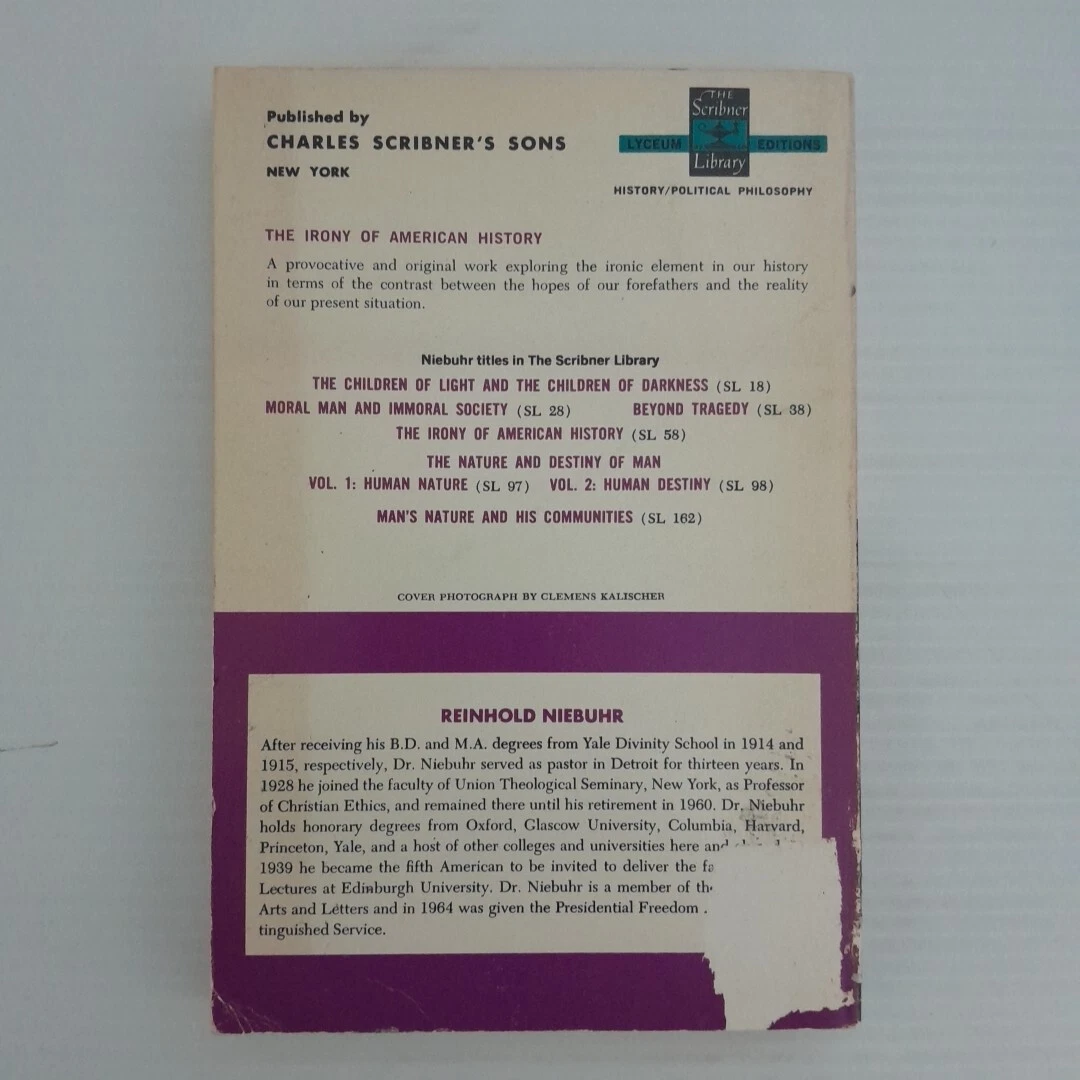 Published by
CHARLES SCRIBNER'S SONS
NEW YORK
THE
Scribner
LYCEUM EDITIONS
Library
HISTORY/POLITICAL PHILOSOPHY
THE IRONY OF AMERICAN HISTORY
A provocative and original work exploring the ironic element in our history
in terms of the contrast between the hopes of our forefathers and the reality
of our present situation.
Niebuhr titles in The Scribner Library
THE CHILDREN OF LIGHT AND THE CHILDREN OF DARKNESS (SL 18)
MORAL MAN AND IMMORAL SOCIETY (SL 28) BEYOND TRAGEDY (SL 38)
THE IRONY OF AMERICAN HISTORY (SL 58)
THE NATURE AND DESTINY OF MAN
VOL. 1: HUMAN NATURE (SL 97) VOL. 2: HUMAN DESTINY (SL 98)
MAN'S NATURE AND HIS COMMUNITIES (SL 162)
COVER PHOTOGRAPH BY CLEMENS KALISCHER
REINHOLD NIEBUHR
After receiving his B.D. and M.A. degrees from Yale Divinity School in 1914 and
1915, respectively, Dr. Niebuhr served as pastor in Detroit for thirteen years. In
1928 he joined the faculty of Union Theological Seminary, New York, as Professor
of Christian Ethics, and remained there until his retirement in 1960. Dr. Niebuhr
holds honorary degrees from Oxford, Glascow University, Columbia, Harvard,
Princeton, Yale, and a host of other colleges and universities here and
1939 he became the fifth American to be invited to deliver the
Lectures at Edinburgh University. Dr. Niebuhr is a member of
Arts and Letters and in 1964 was given the Presidential Freedom
tinguished Service.